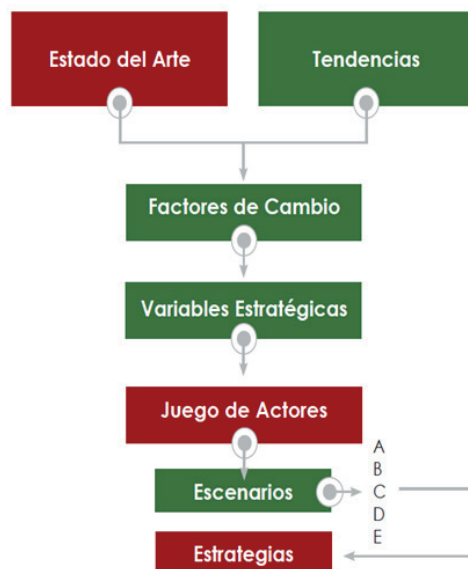 Estado del Arte
Tendencias
Factores de Cambio
Variables Estratégicas
Juego de Actores
Escenarios
A
B
C
D
E
Estrategias